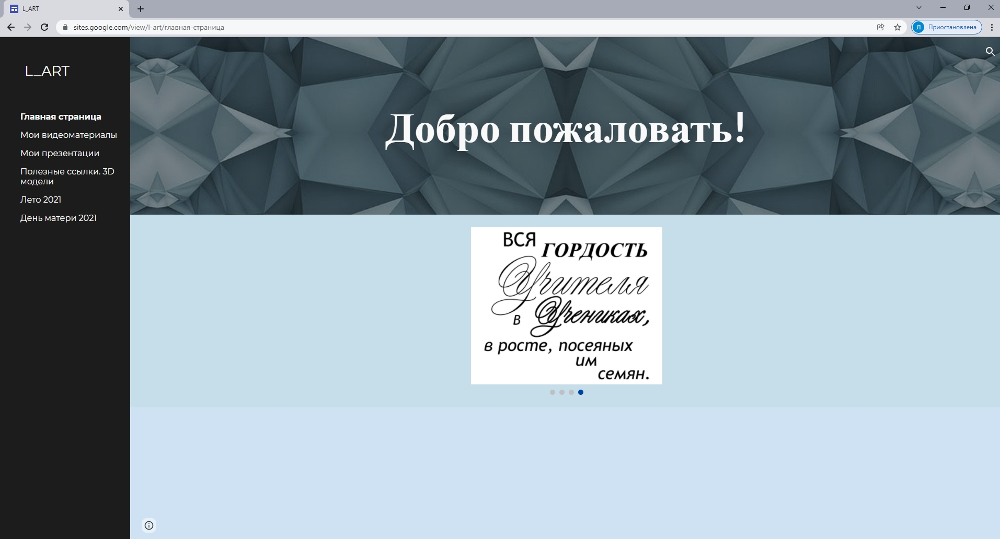 L_ART
sites.google.com/view/l-art/главная-страница
Л Приостановлена
L_ART
Главная страница
Мои видеоматериалы
Мои презентации
Полезные ссылки. 3D
модели
Лето 2021
День матери 2021
Добро пожаловать!
ВСЯ
ГОРДОСТЬ
Учителя
в Учениках,
в росте, посеяных
им
семян.